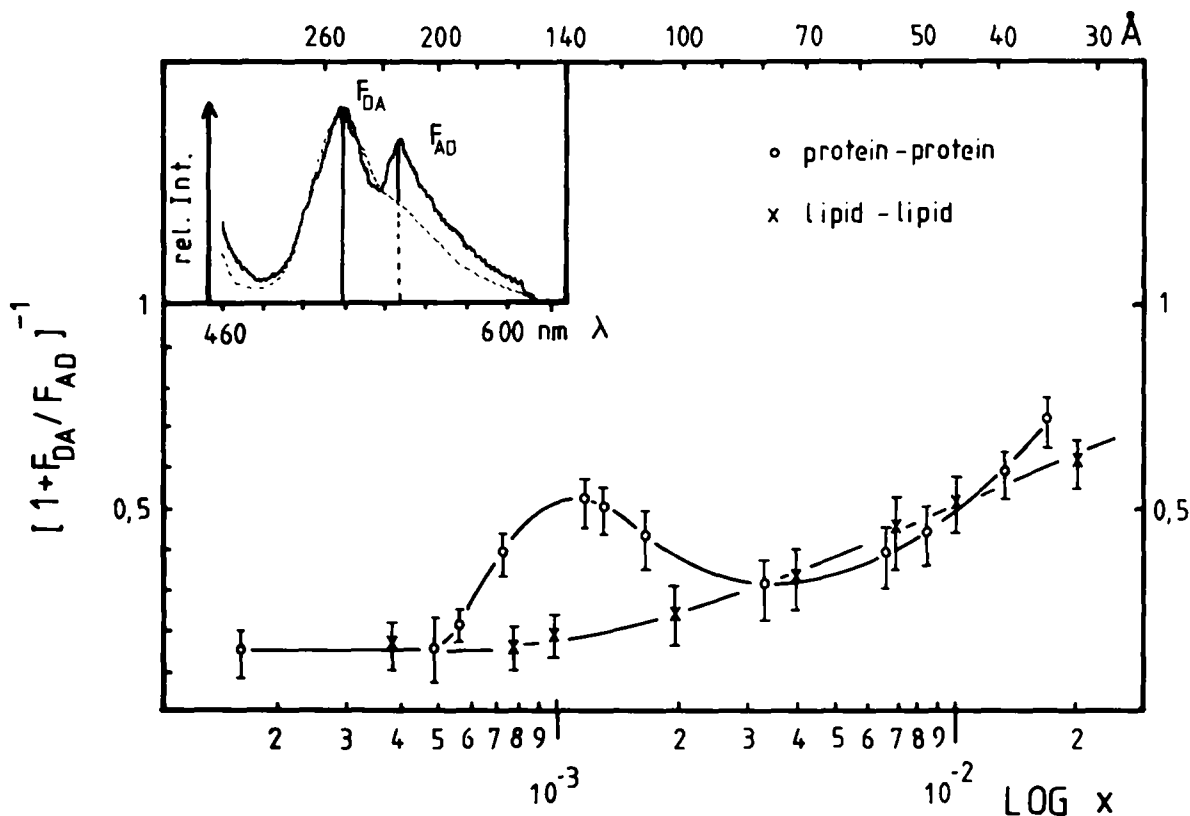 260 200 140 100 70 50 40 30 Å
F_DA
F_AD
rel. Int.
460 600 nm λ
o protein-protein
x lipid-lipid
1 1
[1+F_DA/F_AD]^-1
0,5 0,5
2 3 4 5 6 7 8 9 2 3 4 5 6 7 8 9 2
10^-3 10^-2 LOG x